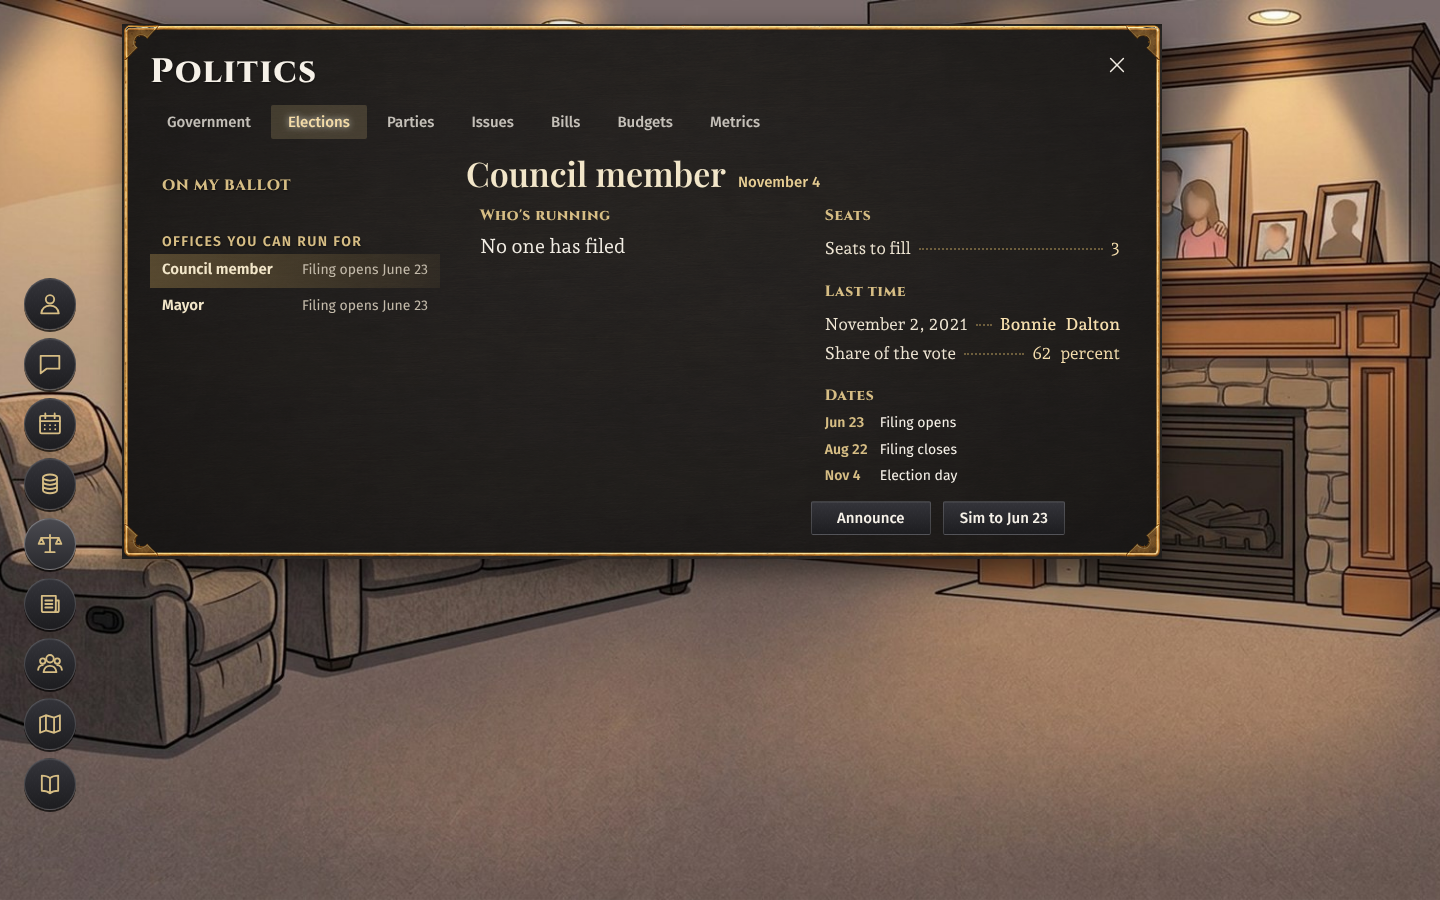 Politics
Government
Elections
Parties
Issues
Bills
Budgets
Metrics
On my ballot
OFFICES YOU CAN RUN FOR
Council member Filing opens June 23
Mayor Filing opens June 23
Council member November 4
Who's running
No one has filed
Seats
Seats to fill 3
Last time
November 2, 2021 Bonnie Dalton
Share of the vote 62 percent
Dates
Jun 23 Filing opens
Aug 22 Filing closes
Nov 4 Election day
Announce
Sim to Jun 23